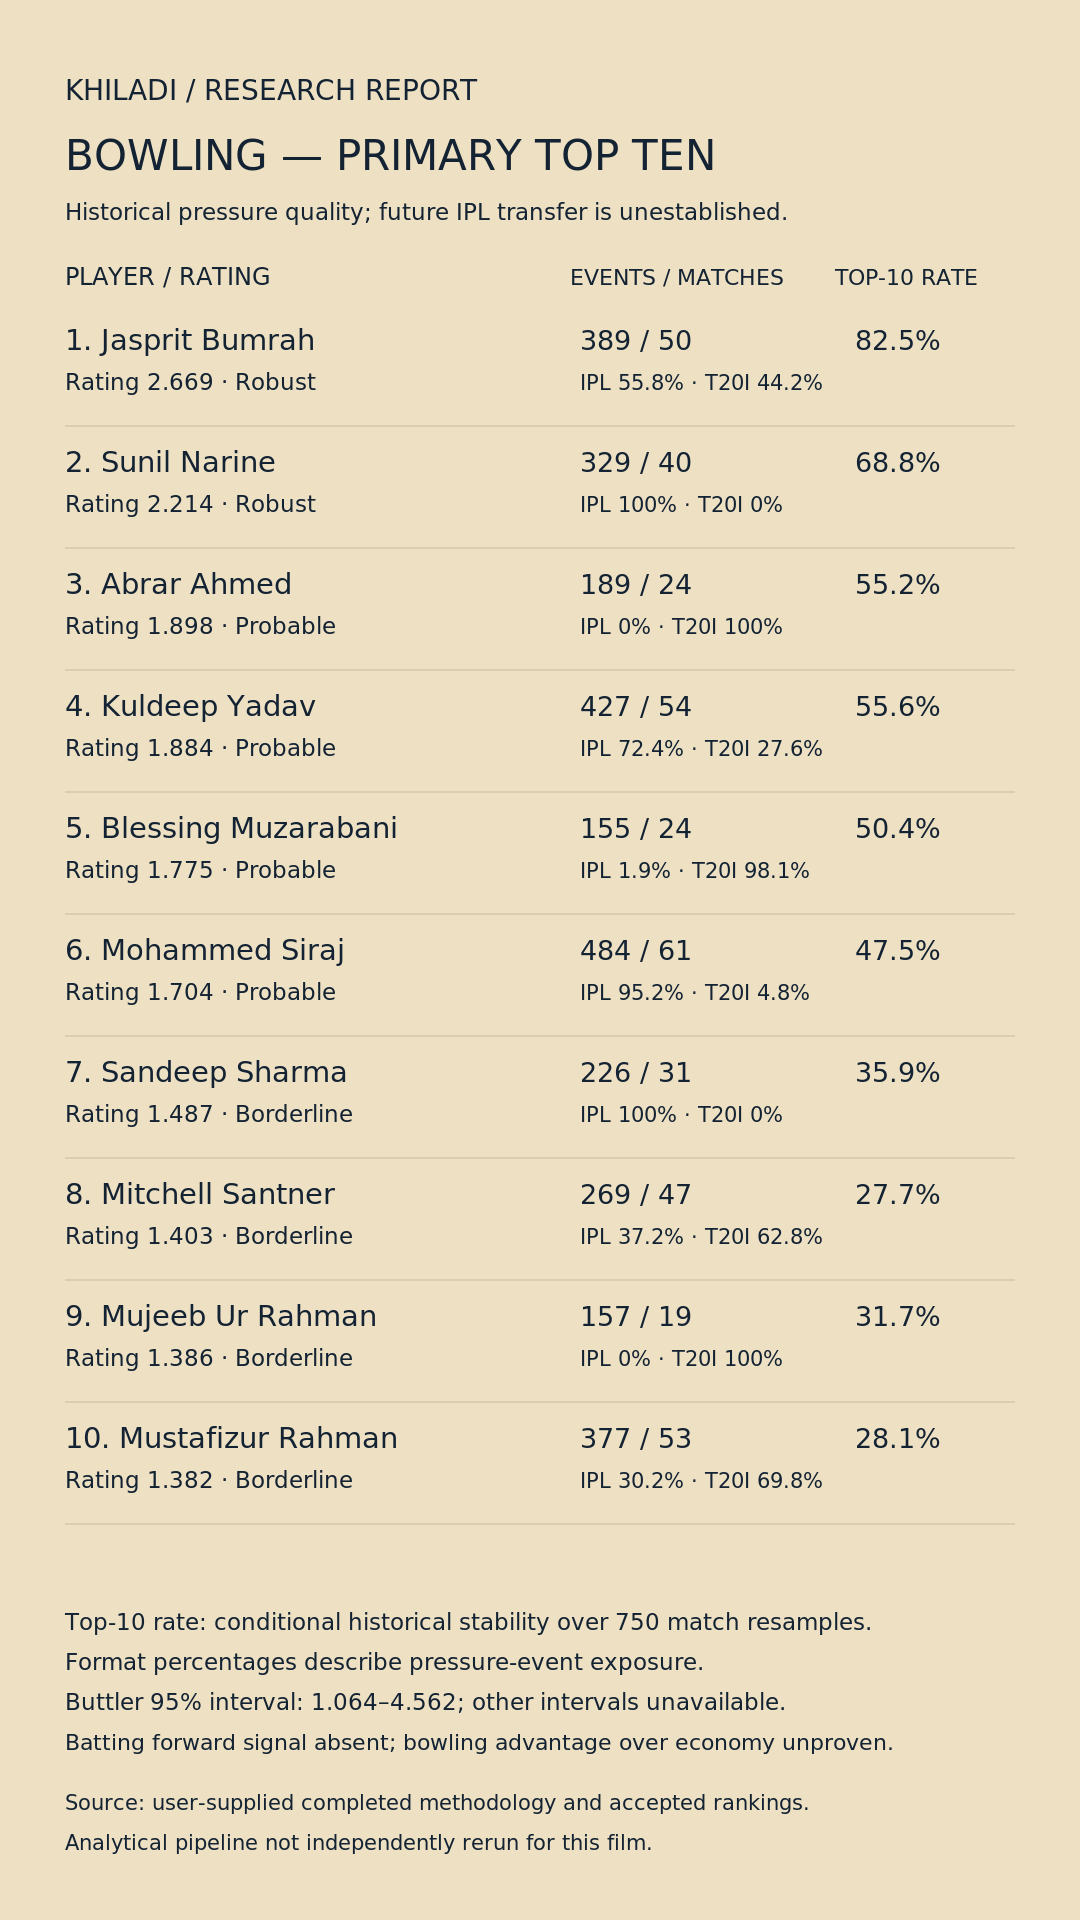 KHILADI / RESEARCH REPORT
BOWLING — PRIMARY TOP TEN
Historical pressure quality; future IPL transfer is unestablished.
PLAYER / RATING EVENTS / MATCHES TOP-10 RATE
1. Jasprit Bumrah 389 / 50 82.5%
Rating 2.669 · Robust IPL 55.8% · T20I 44.2%
2. Sunil Narine 329 / 40 68.8%
Rating 2.214 · Robust IPL 100% · T20I 0%
3. Abrar Ahmed 189 / 24 55.2%
Rating 1.898 · Probable IPL 0% · T20I 100%
4. Kuldeep Yadav 427 / 54 55.6%
Rating 1.884 · Probable IPL 72.4% · T20I 27.6%
5. Blessing Muzarabani 155 / 24 50.4%
Rating 1.775 · Probable IPL 1.9% · T20I 98.1%
6. Mohammed Siraj 484 / 61 47.5%
Rating 1.704 · Probable IPL 95.2% · T20I 4.8%
7. Sandeep Sharma 226 / 31 35.9%
Rating 1.487 · Borderline IPL 100% · T20I 0%
8. Mitchell Santner 269 / 47 27.7%
Rating 1.403 · Borderline IPL 37.2% · T20I 62.8%
9. Mujeeb Ur Rahman 157 / 19 31.7%
Rating 1.386 · Borderline IPL 0% · T20I 100%
10. Mustafizur Rahman 377 / 53 28.1%
Rating 1.382 · Borderline IPL 30.2% · T20I 69.8%
Top-10 rate: conditional historical stability over 750 match resamples.
Format percentages describe pressure-event exposure.
Buttler 95% interval: 1.064–4.562; other intervals unavailable.
Batting forward signal absent; bowling advantage over economy unproven.
Source: user-supplied completed methodology and accepted rankings.
Analytical pipeline not independently rerun for this film.